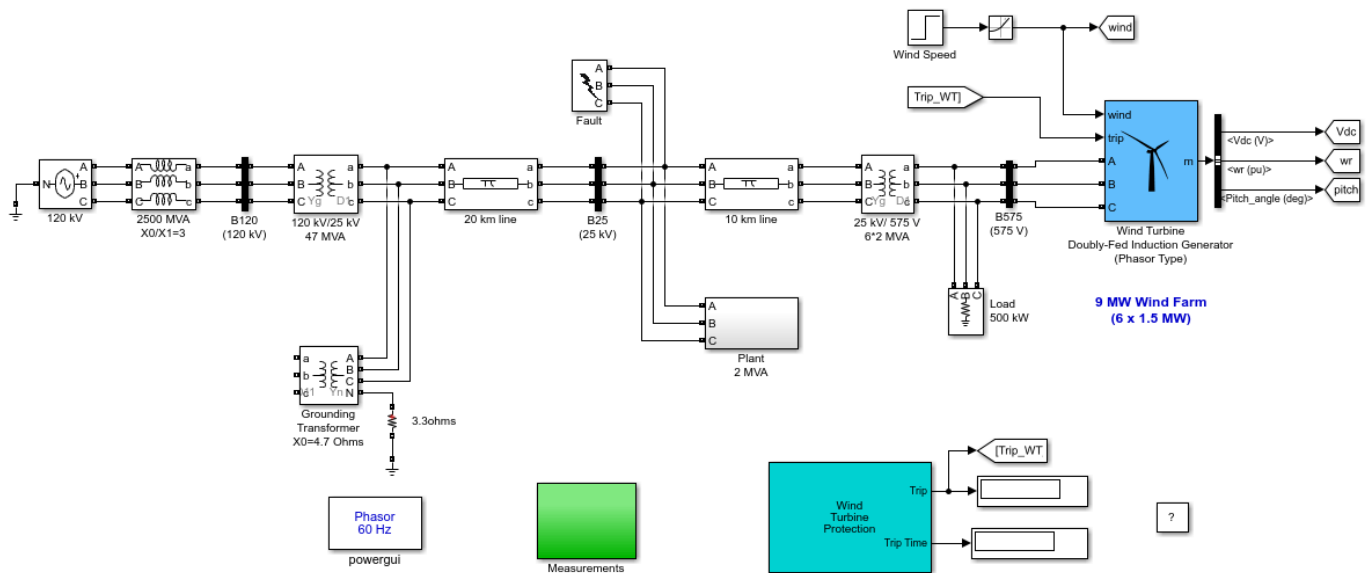 Wind Speed
wind
Trip_WT]
wind
trip
A
B
C
m
<Vdc (V)>
<wr (pu)>
<Pitch_angle (deg)>
Vdc
wr
pitch
Wind Turbine
Doubly-Fed Induction Generator
(Phasor Type)
9 MW Wind Farm
(6 x 1.5 MW)
A
B
C
Fault
N
A
B
C
120 kV
A
B
C
a
b
c
2500 MVA
X0/X1=3
B120
(120 kV)
A
B
C
Yg
D1
a
b
c
120 kV/25 kV
47 MVA
A
B
C
a
b
c
20 km line
B25
(25 kV)
A
B
C
a
b
c
10 km line
A
B
C
Yg
a
b
c
25 kV/ 575 V
6*2 MVA
B575
(575 V)
A
B
C
Load
500 kW
A
B
C
Plant
2 MVA
a
b
c
A
B
C
N
Yn
Grounding
Transformer
X0=4.7 Ohms
3.3ohms
Phasor
60 Hz
powergui
Measurements
Wind
Turbine
Protection
Trip
Trip Time
[Trip_WT
?